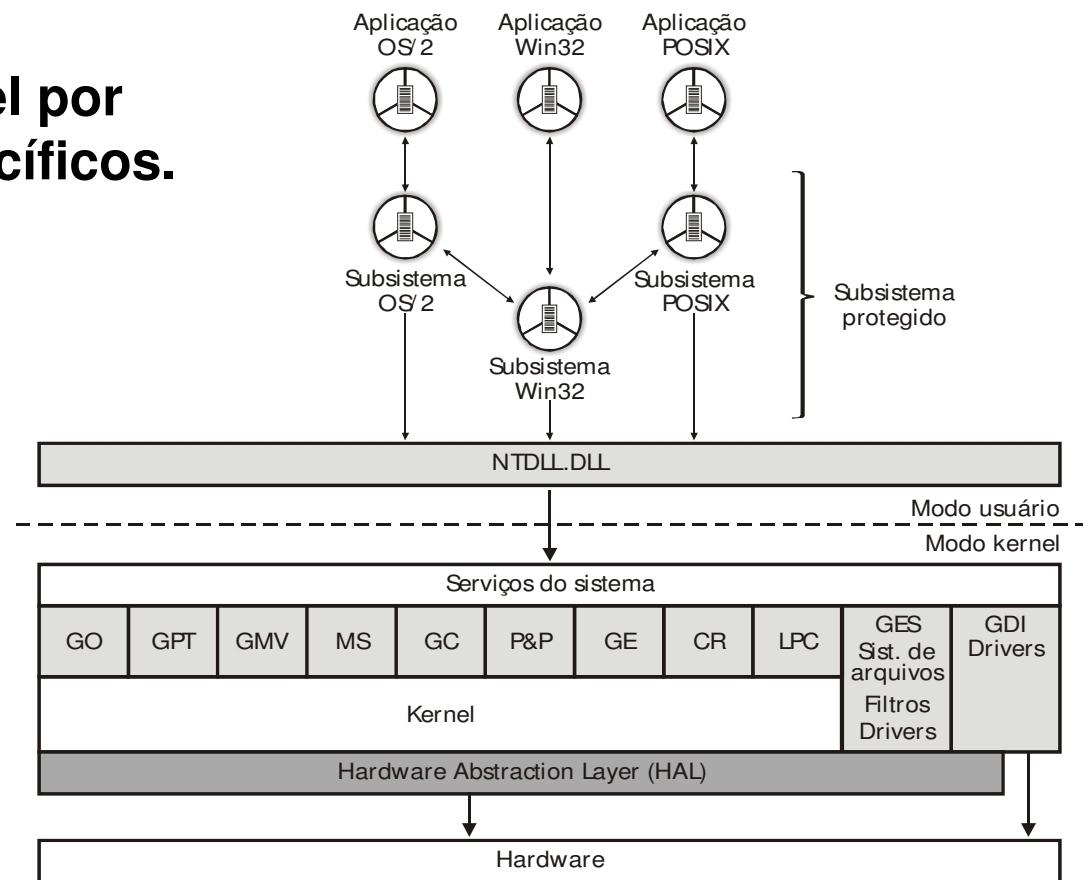 el por
cíficos.
Aplicação
OS/2
Aplicação
Win32
Aplicação
POSIX
Subsistema
OS/2
Subsistema
POSIX
Subsistema
Win32
Subsistema
protegido
NTDLL.DLL
Modo usuário
Modo kernel
Serviços do sistema
GO
GPT
GMV
MS
GC
P&P
GE
CR
LPC
GES
Sist. de
arquivos
Filtros
Drivers
GDI
Drivers
Kernel
Hardware Abstraction Layer (HAL)
Hardware